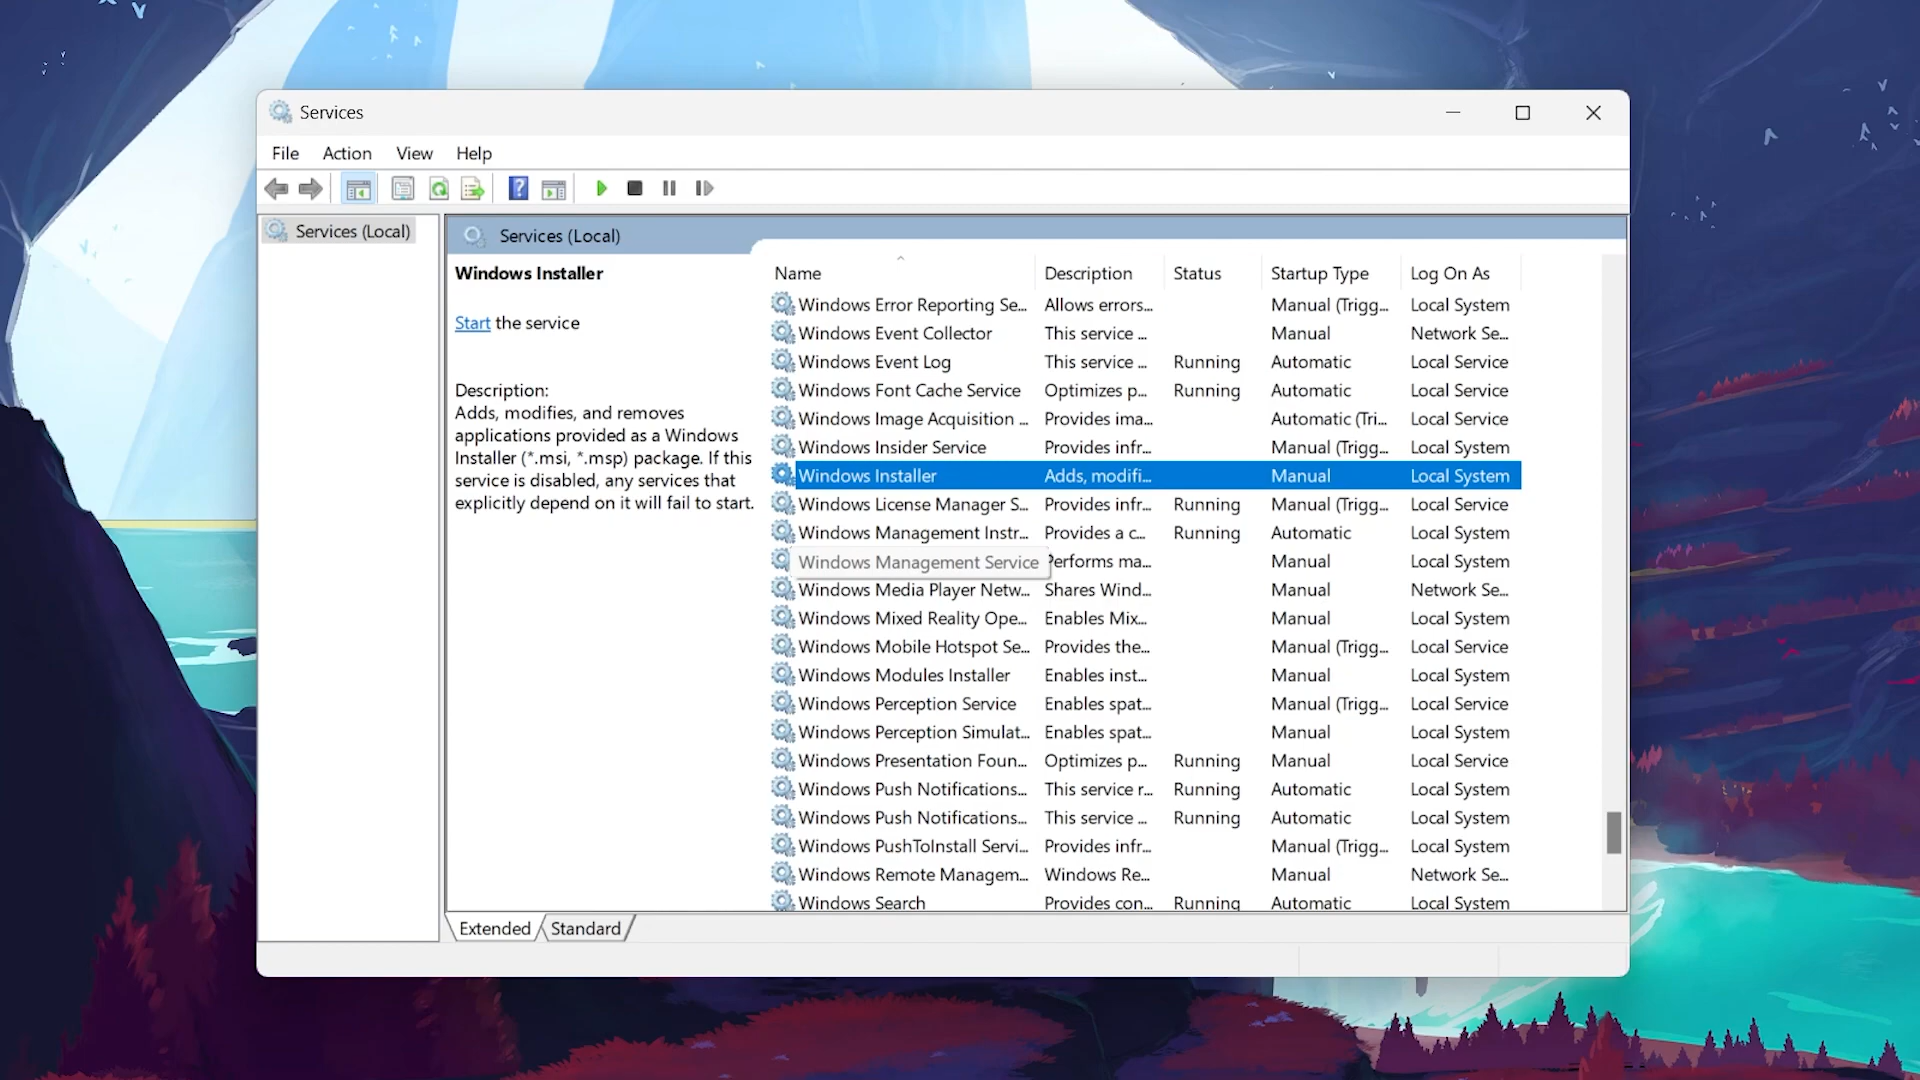 Services
File Action View Help
Services (Local)
Services (Local)
Windows Installer
Start the service
Description:
Adds, modifies, and removes
applications provided as a Windows
Installer (*.msi, *.msp) package. If this
service is disabled, any services that
explicitly depend on it will fail to start.
Name Description Status Startup Type Log On As
Windows Error Reporting Se... Allows errors... Manual (Trigg... Local System
Windows Event Collector This service ... Manual Network Se...
Windows Event Log This service ... Running Automatic Local Service
Windows Font Cache Service Optimizes p... Running Automatic Local Service
Windows Image Acquisition ... Provides ima... Automatic (Tri... Local Service
Windows Insider Service Provides infr... Manual (Trigg... Local System
Windows Installer Adds, modifi... Manual Local System
Windows License Manager S... Provides infr... Running Manual (Trigg... Local Service
Windows Management Instr... Provides a c... Running Automatic Local System
Windows Management Service Performs ma... Manual Local System
Windows Media Player Netw... Shares Wind... Manual Network Se...
Windows Mixed Reality Ope... Enables Mix... Manual Local System
Windows Mobile Hotspot Se... Provides the... Manual (Trigg... Local Service
Windows Modules Installer Enables inst... Manual Local System
Windows Perception Service Enables spat... Manual (Trigg... Local Service
Windows Perception Simulat... Enables spat... Manual Local System
Windows Presentation Foun... Optimizes p... Running Manual Local Service
Windows Push Notifications... This service r... Running Automatic Local System
Windows Push Notifications... This service ... Running Automatic Local System
Windows PushToInstall Servi... Provides infr... Manual (Trigg... Local System
Windows Remote Managem... Windows Re... Manual Network Se...
Windows Search Provides con... Running Automatic Local System
Extended Standard